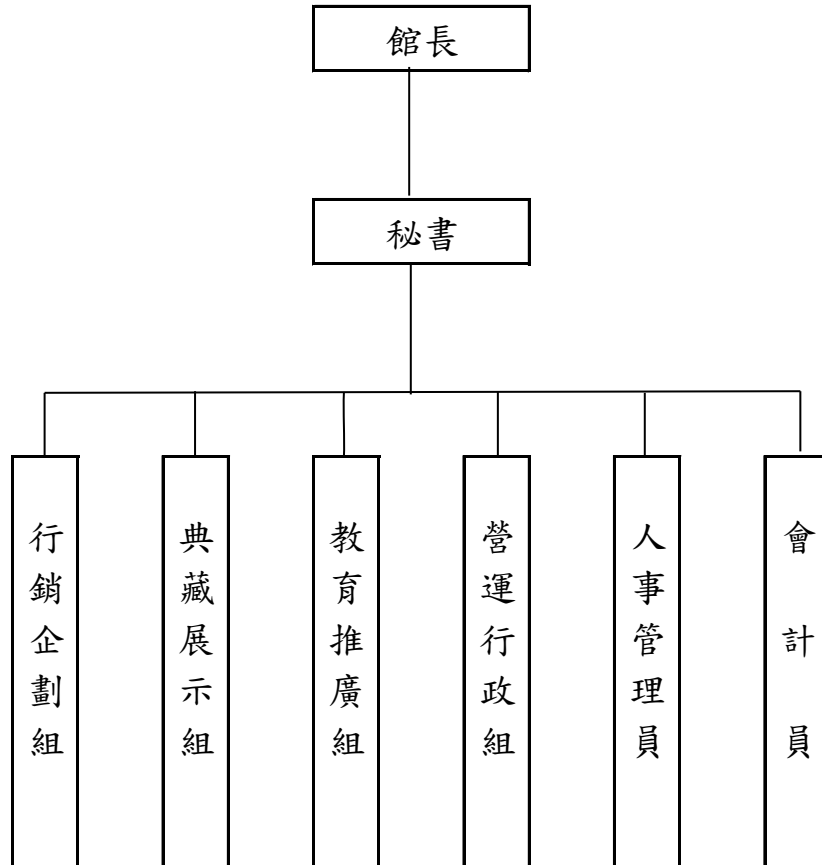 館長
秘書
行銷企劃組
典藏展示組
教育推廣組
營運行政組
人事管理員
會計員